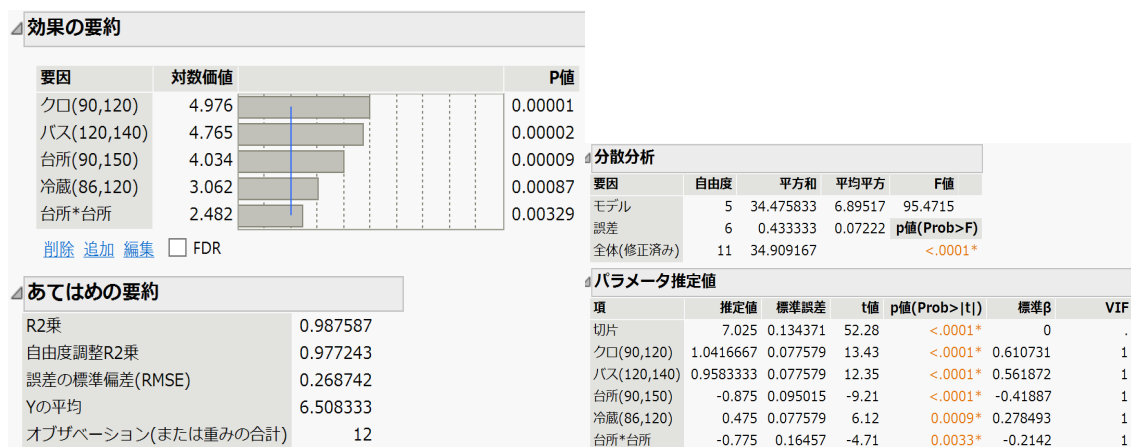 効果の要約
要因 対数価値 P値
クロ(90,120) 4.976 0.00001
バス(120,140) 4.765 0.00002
台所(90,150) 4.034 0.00009
冷蔵(86,120) 3.062 0.00087
台所*台所 2.482 0.00329
削除 追加 編集 FDR
あてはめの要約
R2乗 0.987587
自由度調整R2乗 0.977243
誤差の標準偏差(RMSE) 0.268742
Yの平均 6.508333
オブザベーション(または重みの合計) 12
分散分析
要因 自由度 平方和 平均平方 F値
モデル 5 34.475833 6.89517 95.4715
誤差 6 0.433333 0.07222 p値(Prob>F)
全体(修正済み) 11 34.909167 <.0001*
パラメータ推定値
項 推定値 標準誤差 t値 p値(Prob>|t|) 標準β VIF
切片 7.025 0.134371 52.28 <.0001* 0 .
クロ(90,120) 1.0416667 0.077579 13.43 <.0001* 0.610731 1
バス(120,140) 0.9583333 0.077579 12.35 <.0001* 0.561872 1
台所(90,150) -0.875 0.095015 -9.21 <.0001* -0.41887 1
冷蔵(86,120) 0.475 0.077579 6.12 0.0009* 0.278493 1
台所*台所 -0.775 0.16457 -4.71 0.0033* -0.2142 1